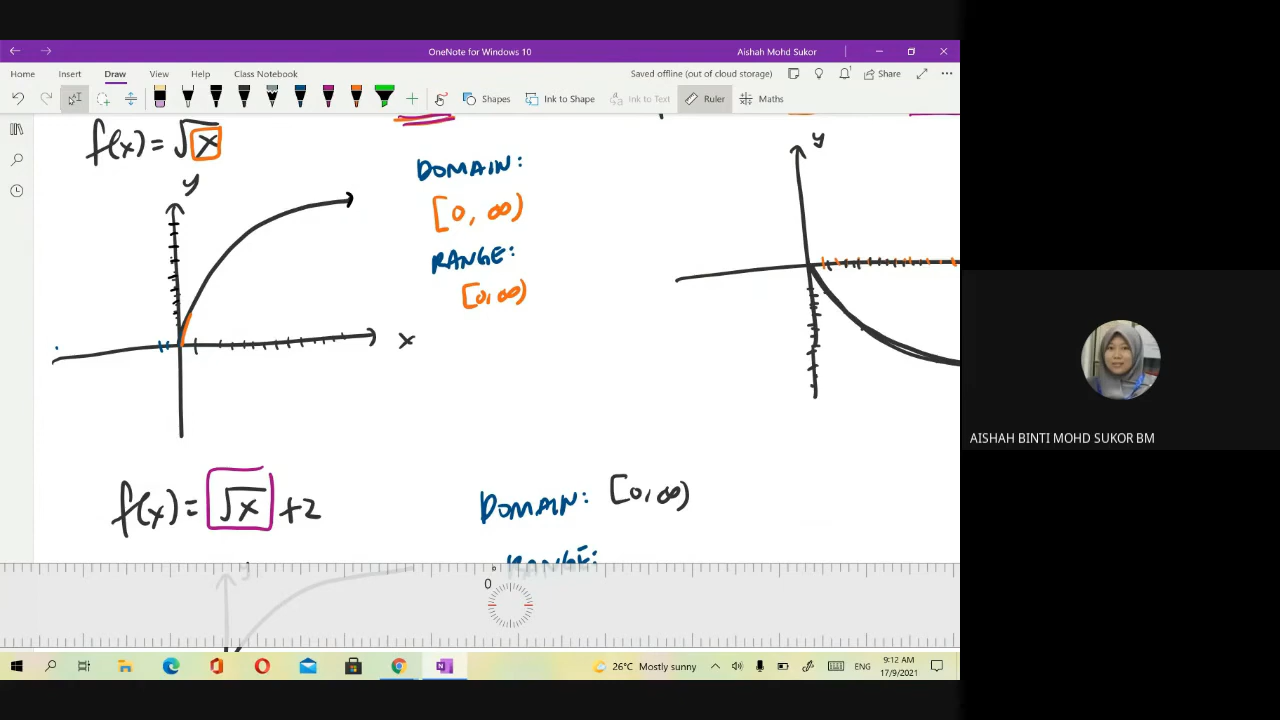 OneNote for Windows 10
Aishah Mohd Sukor
Home Insert Draw View Help Class Notebook
Saved offline (out of cloud storage) Share
Shapes Ink to Shape Ink to Text Ruler Maths
f(x) = √x
y
DOMAIN:
[0, ∞)
RANGE:
[0, ∞)
x
y
f(x) = √x + 2
DOMAIN: [0, ∞)
RANGE:
y
0°
AISHAH BINTI MOHD SUKOR BM
26°C Mostly sunny
ENG
9:12 AM
17/9/2021